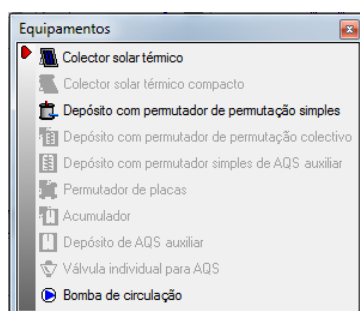 Equipamentos
Colector solar térmico
Colector solar térmico compacto
Depósito com permutador de permutação simples
Depósito com permutador de permutação colectivo
Depósito com permutador simples de AQS auxiliar
Permutador de placas
Acumulador
Depósito de AQS auxiliar
Válvula individual para AQS
Bomba de circulação